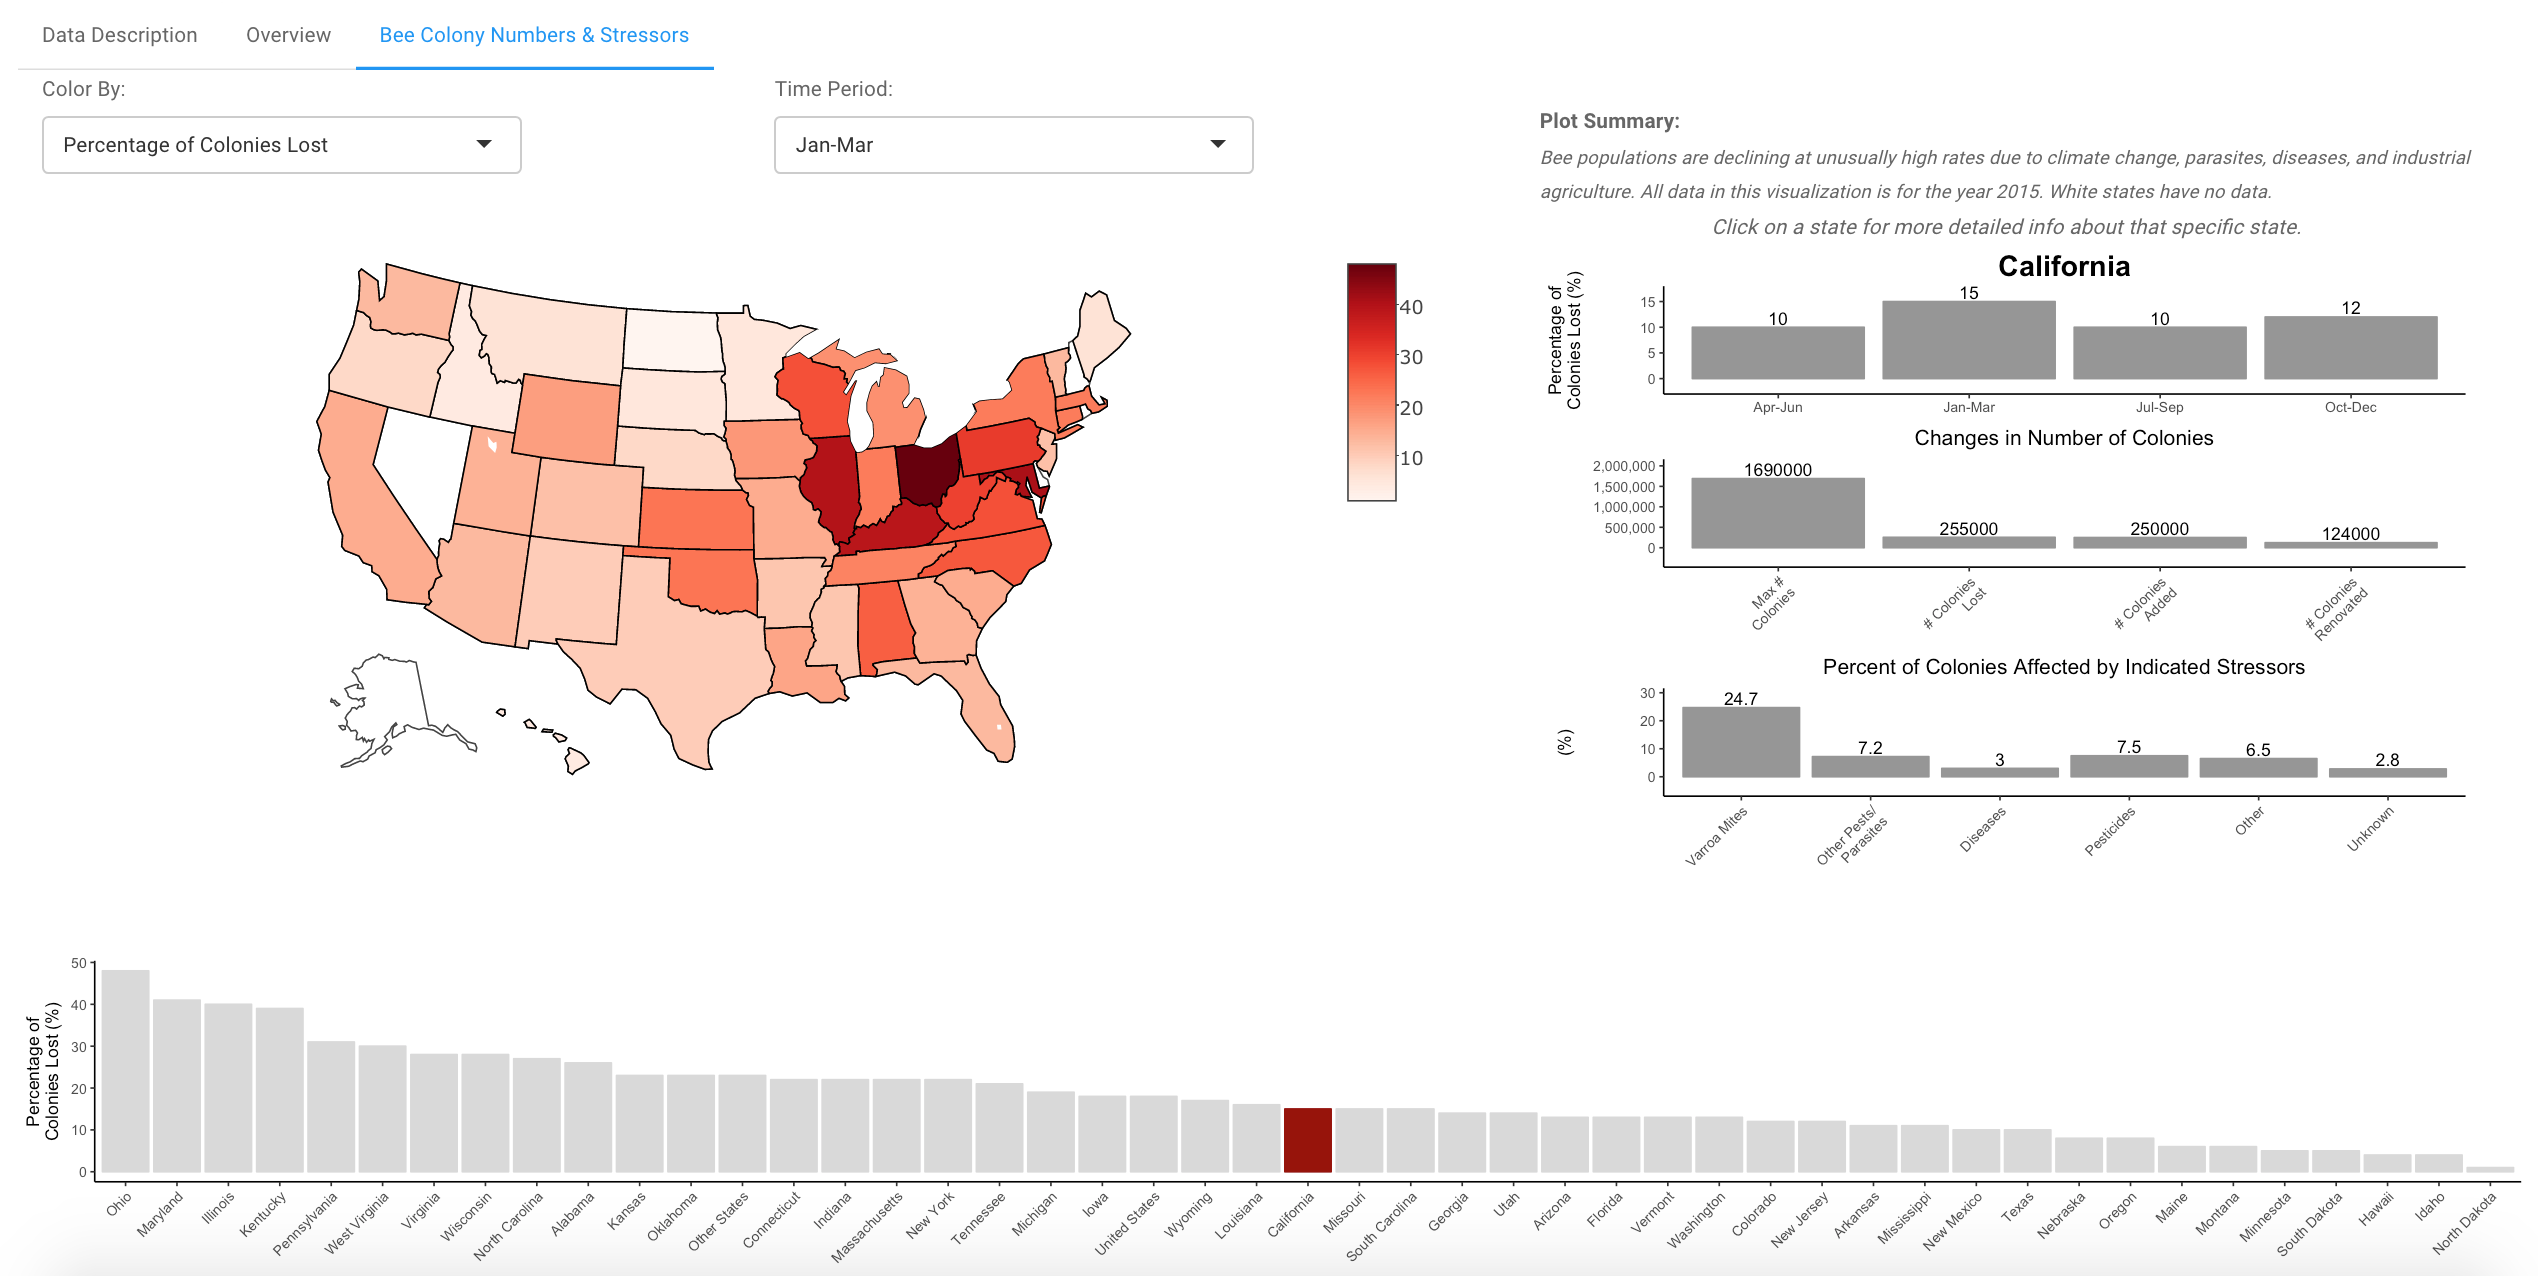 Data Description
Overview
Bee Colony Numbers & Stressors
Color By:
Time Period:
Percentage of Colonies Lost
Jan-Mar
Plot Summary:
Bee populations are declining at unusually high rates due to climate change, parasites, diseases, and industrial
agriculture. All data in this visualization is for the year 2015. White states have no data.
Click on a state for more detailed info about that specific state.
40
30
20
10
California
Percentage of
Colonies Lost (%)
15
10
5
0
10
15
10
12
Apr-Jun
Jan-Mar
Jul-Sep
Oct-Dec
Changes in Number of Colonies
2,000,000
1,500,000
1,000,000
500,000
0
1690000
255000
250000
124000
Max #
Colonies
# Colonies
Lost
# Colonies
Added
# Colonies
Renovated
Percent of Colonies Affected by Indicated Stressors
(%)
30
20
10
0
24.7
7.2
3
7.5
6.5
2.8
Varroa Mites
Other Pests/
Parasites
Diseases
Pesticides
Other
Unknown
Percentage of
Colonies Lost (%)
50
40
30
20
10
0
Ohio
Maryland
Illinois
Kentucky
Pennsylvania
West Virginia
Virginia
Wisconsin
North Carolina
Alabama
Kansas
Oklahoma
Other States
Connecticut
Indiana
Massachusetts
New York
Tennessee
Michigan
Iowa
United States
Wyoming
Louisiana
California
Missouri
South Carolina
Georgia
Utah
Arizona
Florida
Vermont
Washington
Colorado
New Jersey
Arkansas
Mississippi
New Mexico
Texas
Nebraska
Oregon
Maine
Montana
Minnesota
South Dakota
Hawaii
Idaho
North Dakota